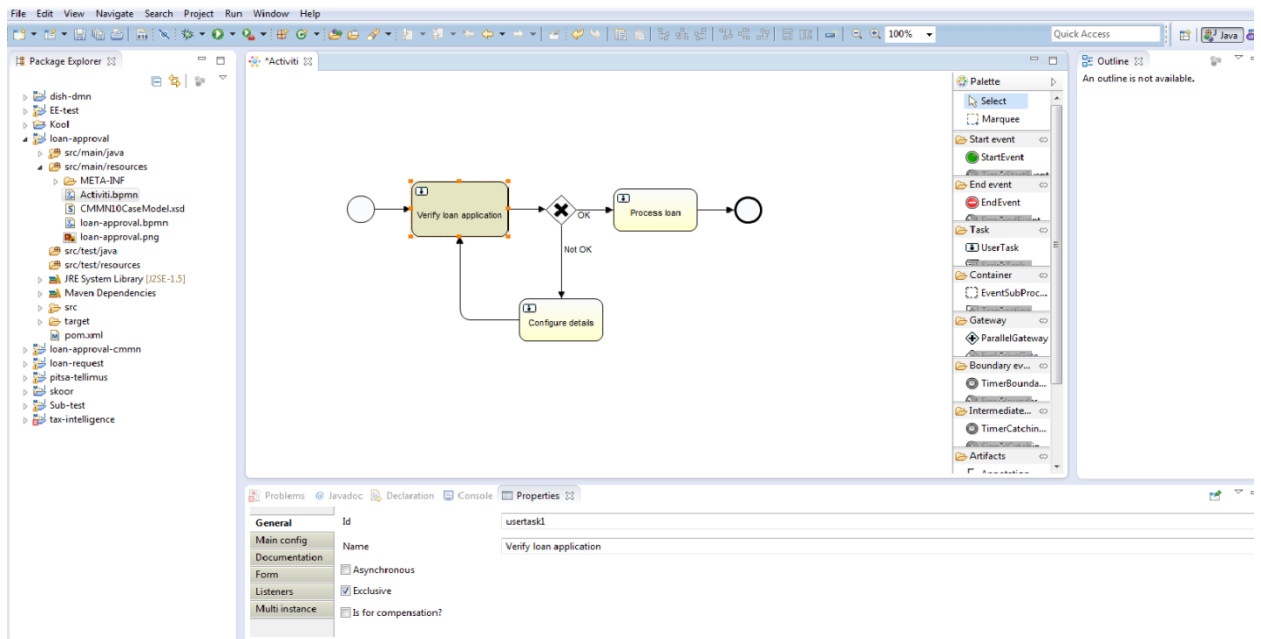 File Edit View Navigate Search Project Run Window Help
100%
Quick Access
Java
Package Explorer
dish-dmn
EE-test
Kool
loan-approval
src/main/java
src/main/resources
META-INF
Activiti.bpmn
CMMN10CaseModel.xsd
loan-approval.bpmn
loan-approval.png
src/test/java
src/test/resources
JRE System Library [J2SE-1.5]
Maven Dependencies
src
target
pom.xml
loan-approval-cmmn
loan-request
pitsa-tellimus
skoor
Sub-test
tax-intelligence
*Activiti
Verify loan application
OK
Process loan
Not OK
Configure details
Palette
Select
Marquee
Start event
StartEvent
End event
EndEvent
Task
UserTask
Container
EventSubProc...
Gateway
ParallelGateway
Boundary ev...
TimerBounda...
Intermediate...
TimerCatchin...
Artifacts
Outline
An outline is not available.
Problems @ Javadoc Declaration Console Properties
General
Main config
Documentation
Form
Listeners
Multi instance
Id usertask1
Name Verify loan application
Asynchronous
Exclusive
Is for compensation?